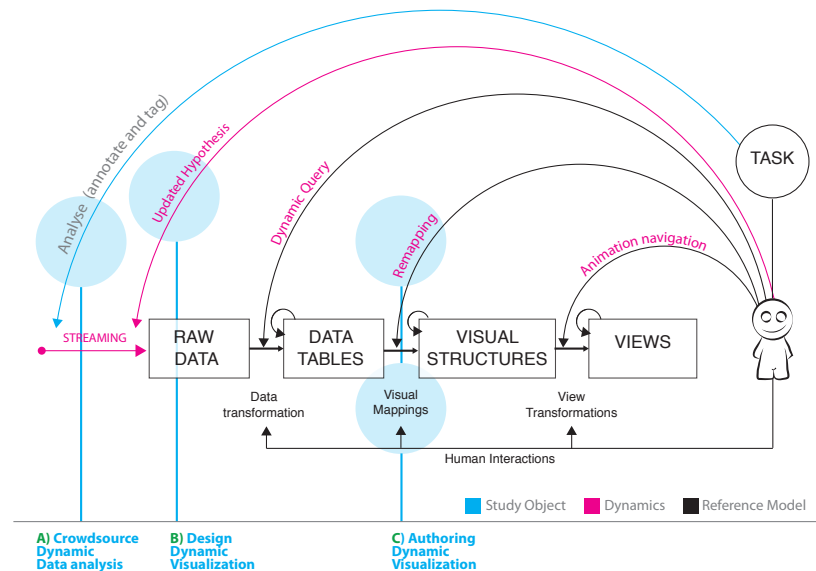 TASK
Analyse (annotate and tag)
Updated Hypothesis
Dynamic Query
Remapping
Animation navigation
STREAMING
RAW
DATA
DATA
TABLES
VISUAL
STRUCTURES
VIEWS
Data
transformation
Visual
Mappings
View
Transformations
Human Interactions
Study Object
Dynamics
Reference Model
A) Crowdsource
Dynamic
Data analysis
B) Design
Dynamic
Visualization
C) Authoring
Dynamic
Visualization